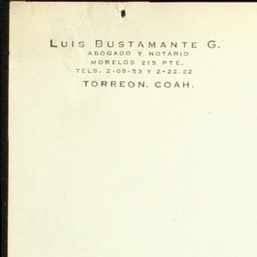 LUIS BUSTAMANTE G.
ABOGADO Y NOTARIO
MORELOS 215 PTE.
TELS. 2-05-53 Y 2-22-22
TORREON, COAH.